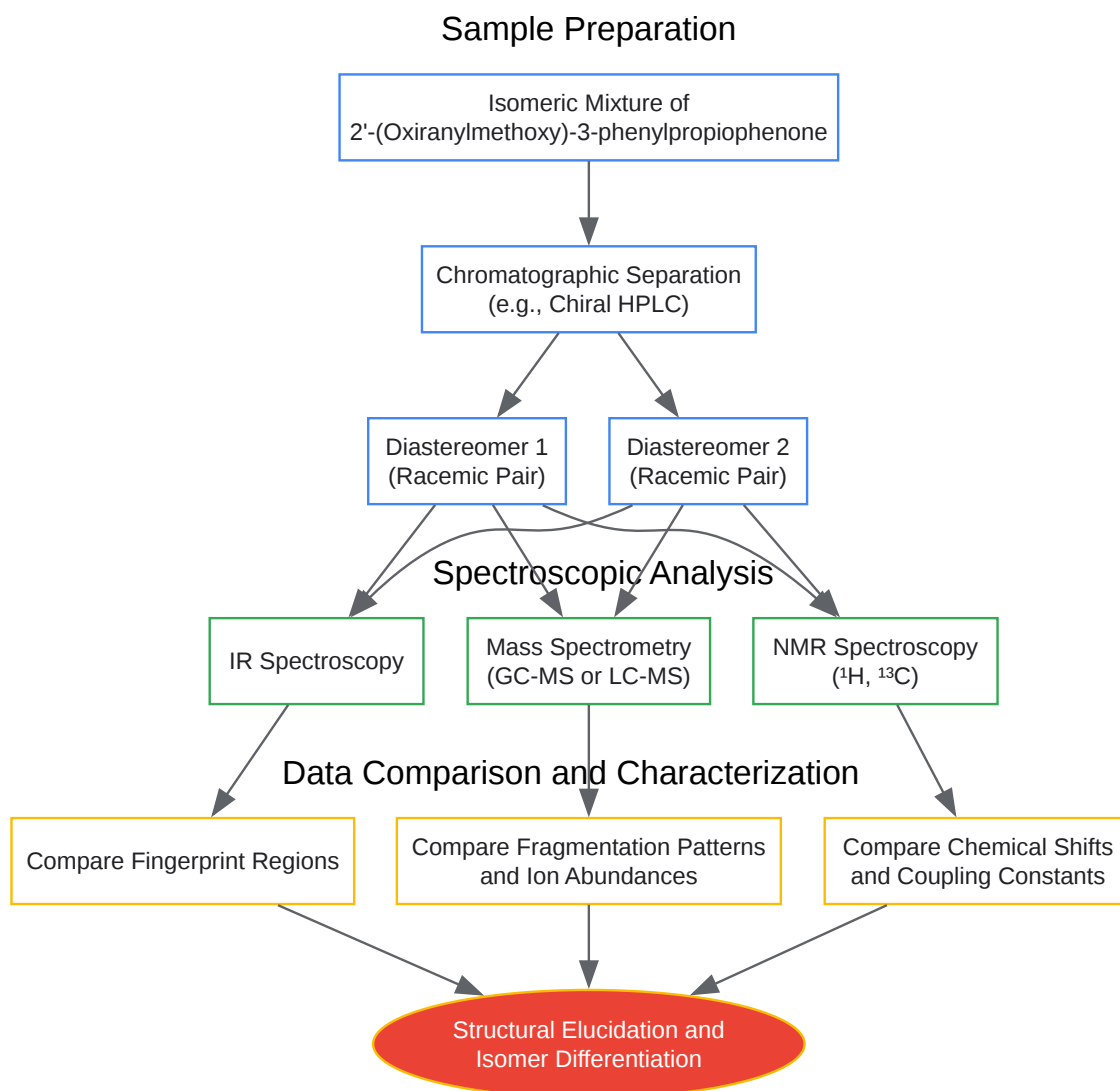 Sample Preparation
Isomeric Mixture of
2'-(Oxiranylmethoxy)-3-phenylpropiophenone
Chromatographic Separation
(e.g., Chiral HPLC)
Diastereomer 1
(Racemic Pair)
Diastereomer 2
(Racemic Pair)
Spectroscopic Analysis
IR Spectroscopy
Mass Spectrometry
(GC-MS or LC-MS)
NMR Spectroscopy
(¹H, ¹³C)
Data Comparison and Characterization
Compare Fingerprint Regions
Compare Fragmentation Patterns
and Ion Abundances
Compare Chemical Shifts
and Coupling Constants
Structural Elucidation and
Isomer Differentiation